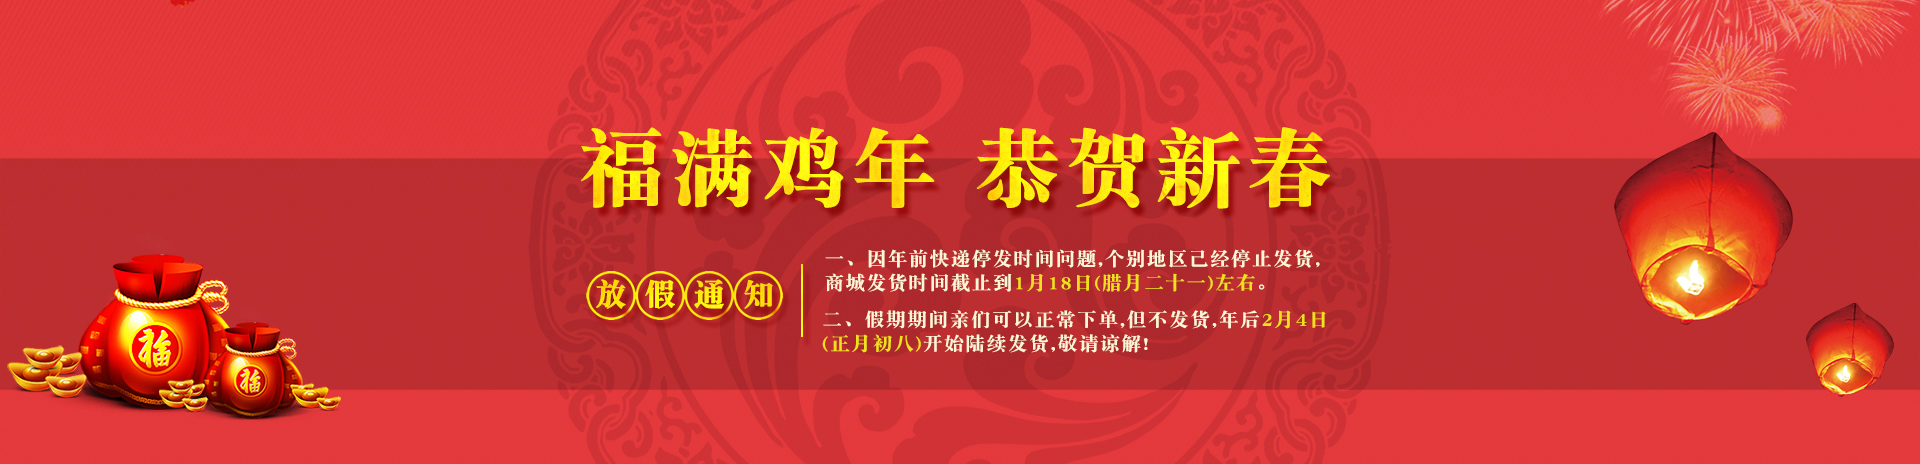 福满鸡年 恭贺新春
放假通知
一、因年前快递停发时间问题,个别地区已经停止发货,
商城发货时间截止到1月18日(腊月二十一)左右。
二、假期期间亲们可以正常下单,但不发货,年后2月4日
(正月初八)开始陆续发货,敬请谅解!
福
福